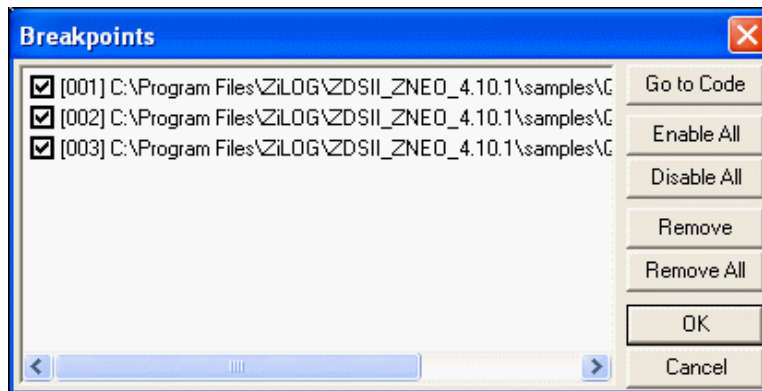 Breakpoints
[001] C:\Program Files\ZiLOG\ZDSII_ZNEO_4.10.1\samples\
[002] C:\Program Files\ZiLOG\ZDSII_ZNEO_4.10.1\samples\
[003] C:\Program Files\ZiLOG\ZDSII_ZNEO_4.10.1\samples\
Go to Code
Enable All
Disable All
Remove
Remove All
OK
Cancel